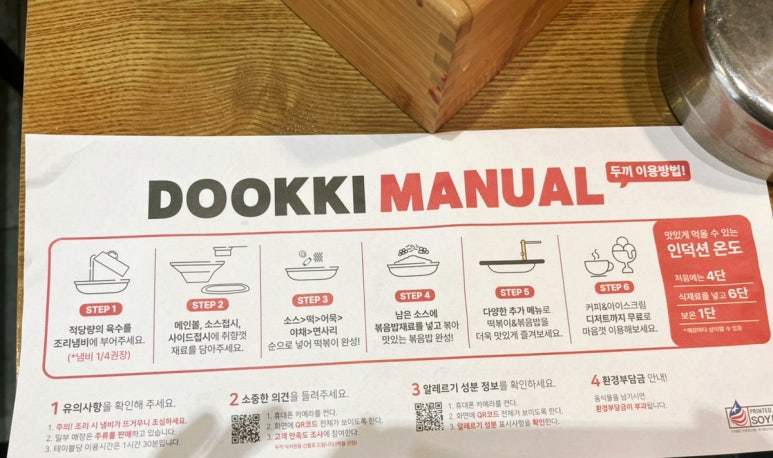 DOOKKI MANUAL 두끼 이용방법!
STEP 1
적당량의 육수를
조리냄비에 부어주세요.
(*냄비 1/4권장)
STEP 2
메인볼, 소스접시,
사이드접시에 취향껏
재료를 담아주세요.
STEP 3
소스>떡>어묵>
야채>면사리
순으로 넣어 떡볶이 완성!
STEP 4
남은 소스에
볶음밥재료를 넣고 볶아
맛있는 볶음밥 완성!
STEP 5
다양한 추가 메뉴로
떡볶이&볶음밥을
더욱 맛있게 즐겨보세요.
STEP 6
커피&아이스크림
디저트까지 무료로
마음껏 이용해보세요.
맛있게 먹을 수 있는
인덕션 온도
처음에는 4단
식재료를 넣고 6단
보온 1단
*매장마다 상이할 수 있음
1 유의사항을 확인해 주세요.
1. 주의! 조리 시 냄비가 뜨거우니 조심하세요.
2. 일부 매장은 주류를 판매하고 있습니다.
3. 테이블당 이용시간은 1시간 30분입니다.
2 소중한 의견을 들려주세요.
1. 휴대폰 카메라를 켠다.
2. 화면에 QR코드 전체가 보이도록 한다.
3. 고객 만족도 조사에 참여한다.
3 알레르기 성분 정보를 확인하세요.
1. 휴대폰 카메라를 켠다.
2. 화면에 QR코드 전체가 보이도록 한다.
3. 알레르기 성분 표시사항을 확인한다.
4 환경부담금 안내!
음식물을 남기시면
환경부담금이 부과됩니다.
PRINTED
SOY